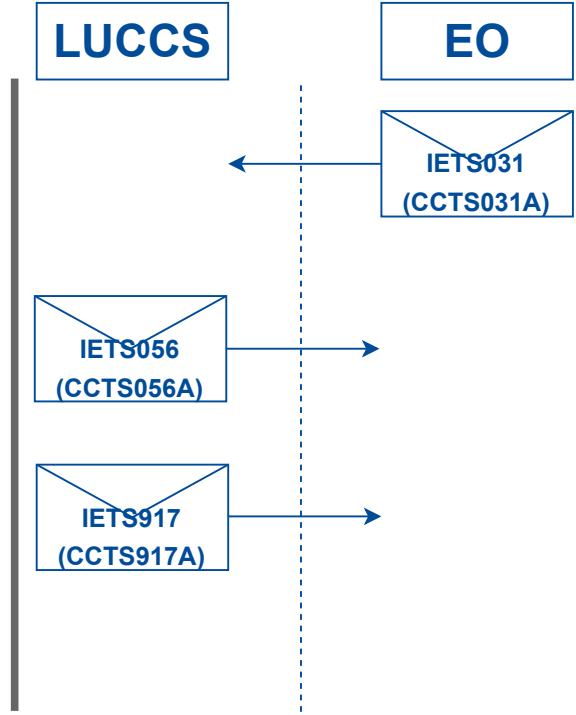 LUCCS
EO
IETS031
(CCTS031A)
IETS056
(CCTS056A)
IETS917
(CCTS917A)